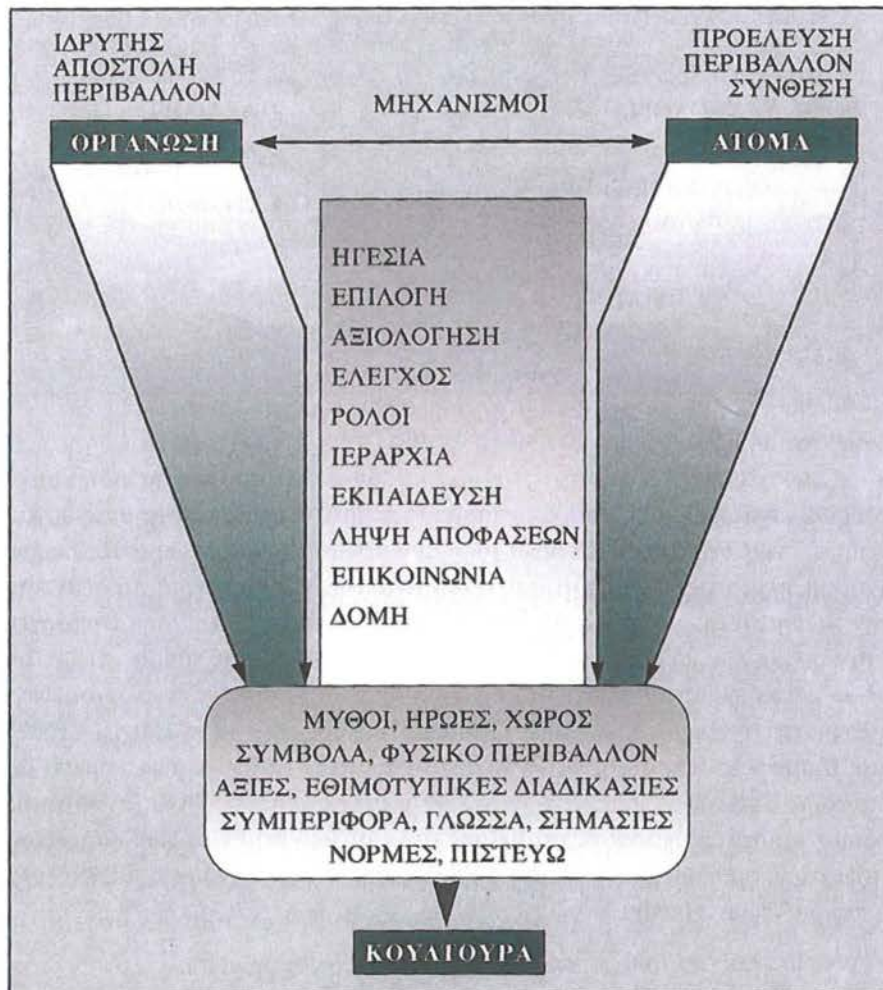 ΙΔΡΥΤΗΣ
ΑΠΟΣΤΟΛΗ
ΠΕΡΙΒΑΛΛΟΝ
ΠΡΟΕΛΕΥΣΗ
ΠΕΡΙΒΑΛΛΟΝ
ΣΥΝΘΕΣΗ
ΜΗΧΑΝΙΣΜΟΙ
ΟΡΓΑΝΩΣΗ
ΑΤΟΜΑ
ΗΓΕΣΙΑ
ΕΠΙΛΟΓΗ
ΑΞΙΟΛΟΓΗΣΗ
ΕΛΕΓΧΟΣ
ΡΟΛΟΙ
ΙΕΡΑΡΧΙΑ
ΕΚΠΑΙΔΕΥΣΗ
ΛΗΨΗ ΑΠΟΦΑΣΕΩΝ
ΕΠΙΚΟΙΝΩΝΙΑ
ΔΟΜΗ
ΜΥΘΟΙ, ΗΡΩΕΣ, ΧΩΡΟΣ
ΣΥΜΒΟΛΑ, ΦΥΣΙΚΟ ΠΕΡΙΒΑΛΛΟΝ
ΑΞΙΕΣ, ΕΘΙΜΟΤΥΠΙΚΕΣ ΔΙΑΔΙΚΑΣΙΕΣ
ΣΥΜΠΕΡΙΦΟΡΑ, ΓΛΩΣΣΑ, ΣΗΜΑΣΙΕΣ
ΝΟΡΜΕΣ, ΠΙΣΤΕΥΩ
ΚΟΥΛΤΟΥΡΑ